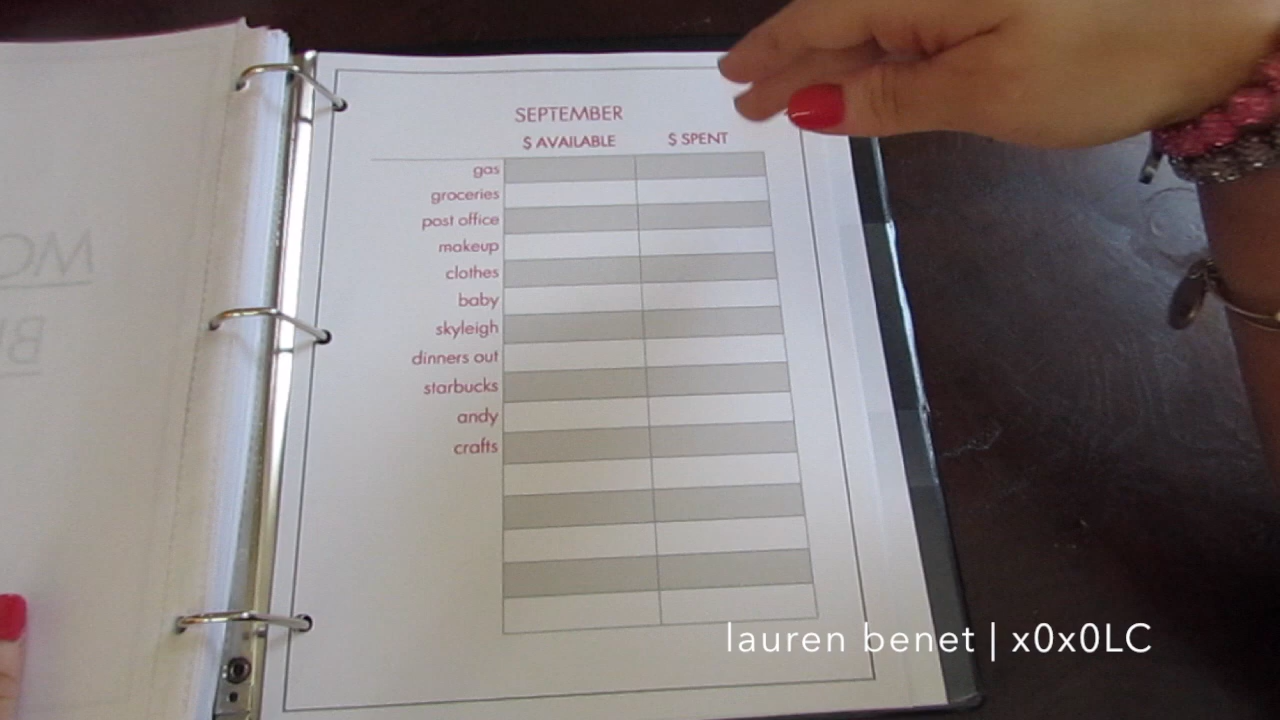 SEPTEMBER
$ AVAILABLE $ SPENT
gas
groceries
post office
makeup
clothes
baby
skyleigh
dinners out
starbucks
andy
crafts
lauren benet | x0x0LC